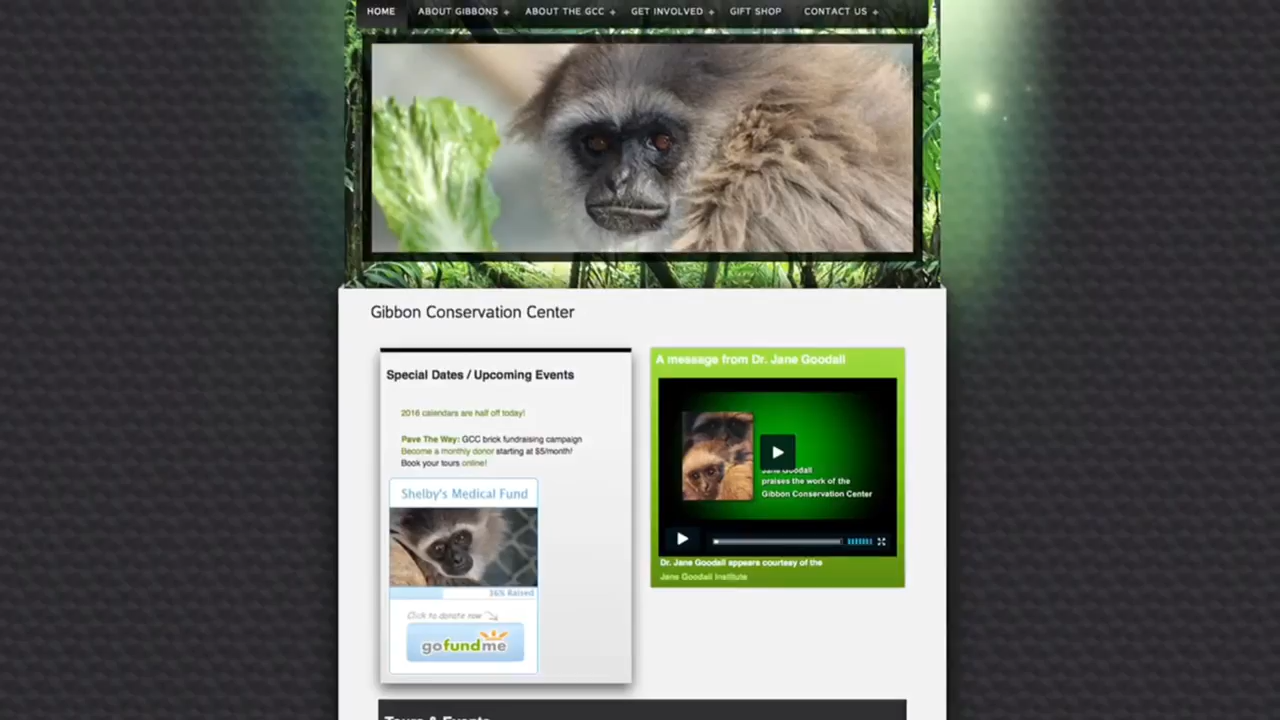 HOME ABOUT GIBBONS + ABOUT THE GCC + GET INVOLVED + GIFT SHOP CONTACT US +
Gibbon Conservation Center
Special Dates / Upcoming Events
2016 calendars are half off today!
Pave The Way: GCC brick fundraising campaign
Become a monthly donor starting at $5/month!
Book your tours online!
Shelby's Medical Fund
36% Raised
Click to donate now
gofundme
A message from Dr. Jane Goodall
Jane Goodall
praises the work of the
Gibbon Conservation Center
Dr. Jane Goodall appears courtesy of the
Jane Goodall Institute
Tours & Events